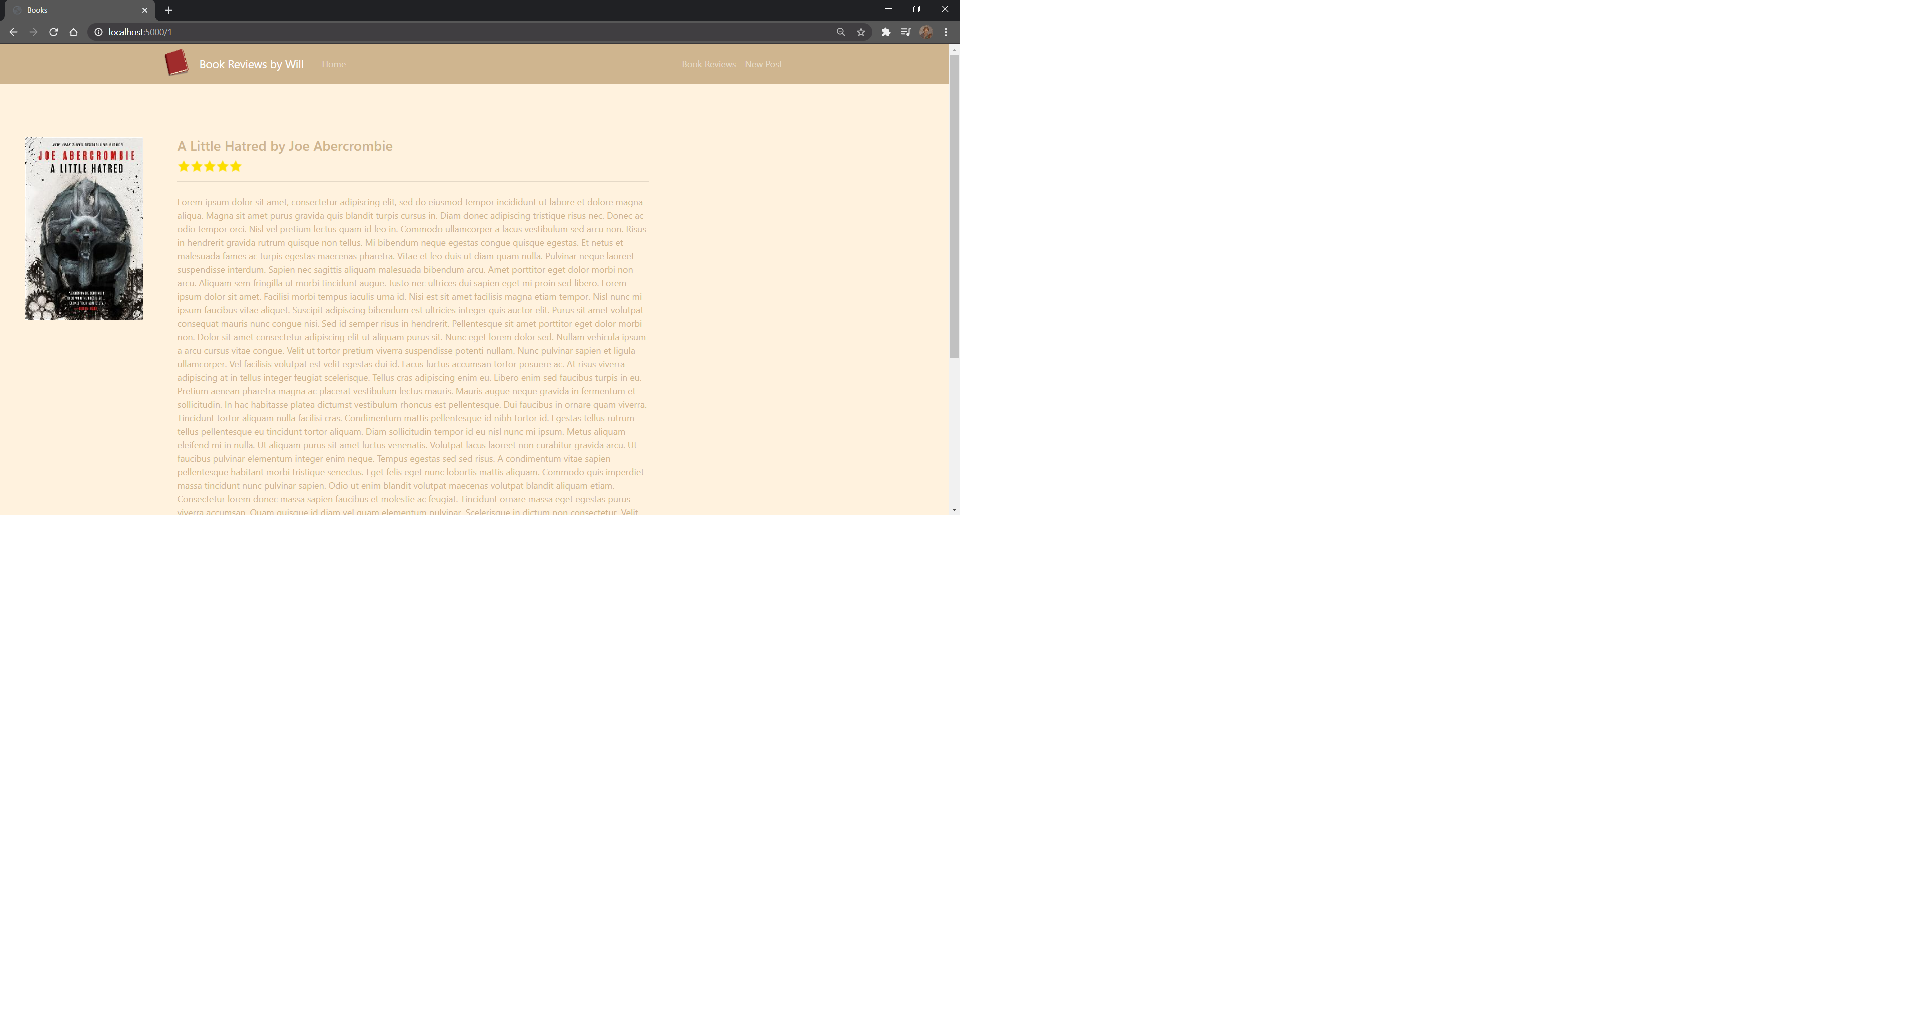 Books
localhost:5000/1
Book Reviews by Will
Home
Book Reviews
New Post
JOE ABERCROMBIE
A LITTLE HATRED
A Little Hatred by Joe Abercrombie
Lorem ipsum dolor sit amet, consectetur adipiscing elit, sed do eiusmod tempor incididunt ut labore et dolore magna
aliqua. Magna sit amet purus gravida quis blandit turpis cursus in. Diam donec adipiscing tristique risus nec. Donec ac
odio tempor orci. Nisl vel pretium lectus quam id leo in. Commodo ullamcorper a lacus vestibulum sed arcu non. Risus
in hendrerit gravida rutrum quisque non tellus. Mi bibendum neque egestas congue quisque egestas. Et netus et
malesuada fames ac turpis egestas maecenas pharetra. Vitae et leo duis ut diam quam nulla. Pulvinar neque laoreet
suspendisse interdum. Sapien nec sagittis aliquam malesuada bibendum arcu. Amet porttitor eget dolor morbi non
arcu. Aliquam sem fringilla ut morbi tincidunt augue. Justo nec ultrices dui sapien eget mi proin sed libero. Lorem
ipsum dolor sit amet. Facilisi morbi tempus iaculis urna id. Nisi est sit amet facilisis magna etiam tempor. Nisl nunc mi
ipsum faucibus vitae aliquet. Suscipit adipiscing bibendum est ultricies integer quis auctor elit. Purus sit amet volutpat
consequat mauris nunc congue nisi. Sed id semper risus in hendrerit. Pellentesque sit amet porttitor eget dolor morbi
non. Dolor sit amet consectetur adipiscing elit ut aliquam purus sit. Nunc eget lorem dolor sed. Nullam vehicula ipsum
a arcu cursus vitae congue. Velit ut tortor pretium viverra suspendisse potenti nullam. Nunc pulvinar sapien et ligula
ullamcorper. Vel facilisis volutpat est velit egestas dui id. Lacus luctus accumsan tortor posuere ac. At risus viverra
adipiscing at in tellus integer feugiat scelerisque. Tellus cras adipiscing enim eu. Libero enim sed faucibus turpis in eu.
Pretium aenean pharetra magna ac placerat vestibulum lectus mauris. Mauris augue neque gravida in fermentum et
sollicitudin. In hac habitasse platea dictumst vestibulum rhoncus est pellentesque. Dui faucibus in ornare quam viverra.
Tincidunt tortor aliquam nulla facilisi cras. Condimentum mattis pellentesque id nibh tortor id. Egestas tellus rutrum
tellus pellentesque eu tincidunt tortor aliquam. Diam sollicitudin tempor id eu nisl nunc mi ipsum. Metus aliquam
eleifend mi in nulla. Ut aliquam purus sit amet luctus venenatis. Volutpat lacus laoreet non curabitur gravida arcu. Ut
faucibus pulvinar elementum integer enim neque. Tempus egestas sed sed risus. A condimentum vitae sapien
pellentesque habitant morbi tristique senectus. Eget felis eget nunc lobortis mattis aliquam. Commodo quis imperdiet
massa tincidunt nunc pulvinar sapien. Odio ut enim blandit volutpat maecenas volutpat blandit aliquam etiam.
Consectetur lorem donec massa sapien faucibus et molestie ac feugiat. Tincidunt ornare massa eget egestas purus
viverra accumsan. Quam quisque id diam vel quam elementum pulvinar. Scelerisque in dictum non consectetur. Velit